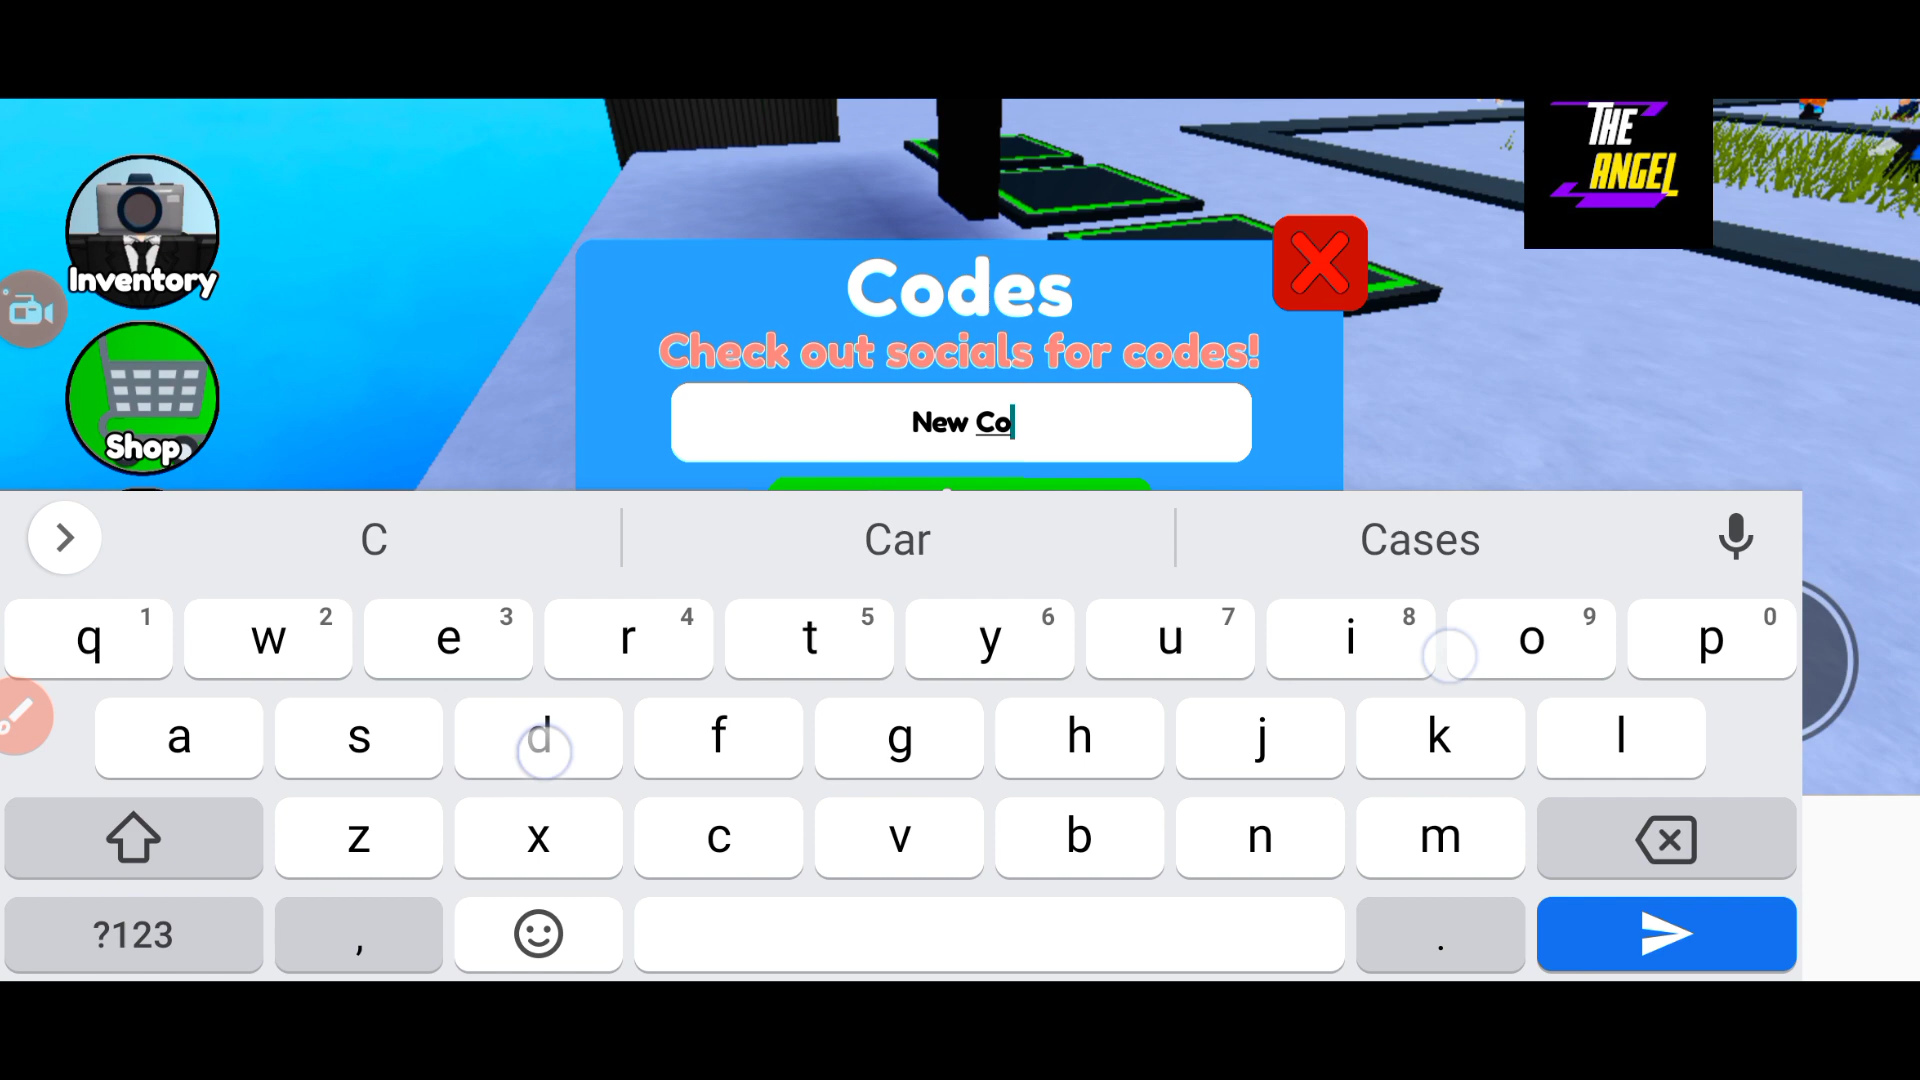 THE
ANGEL
Inventory
Shop
Codes
Check out socials for codes!
New Co
C Car Cases
q 1 w 2 e 3 r 4 t 5 y 6 u 7 i 8 o 9 p 0
a s d f g h j k l
z x c v b n m
?123 , .